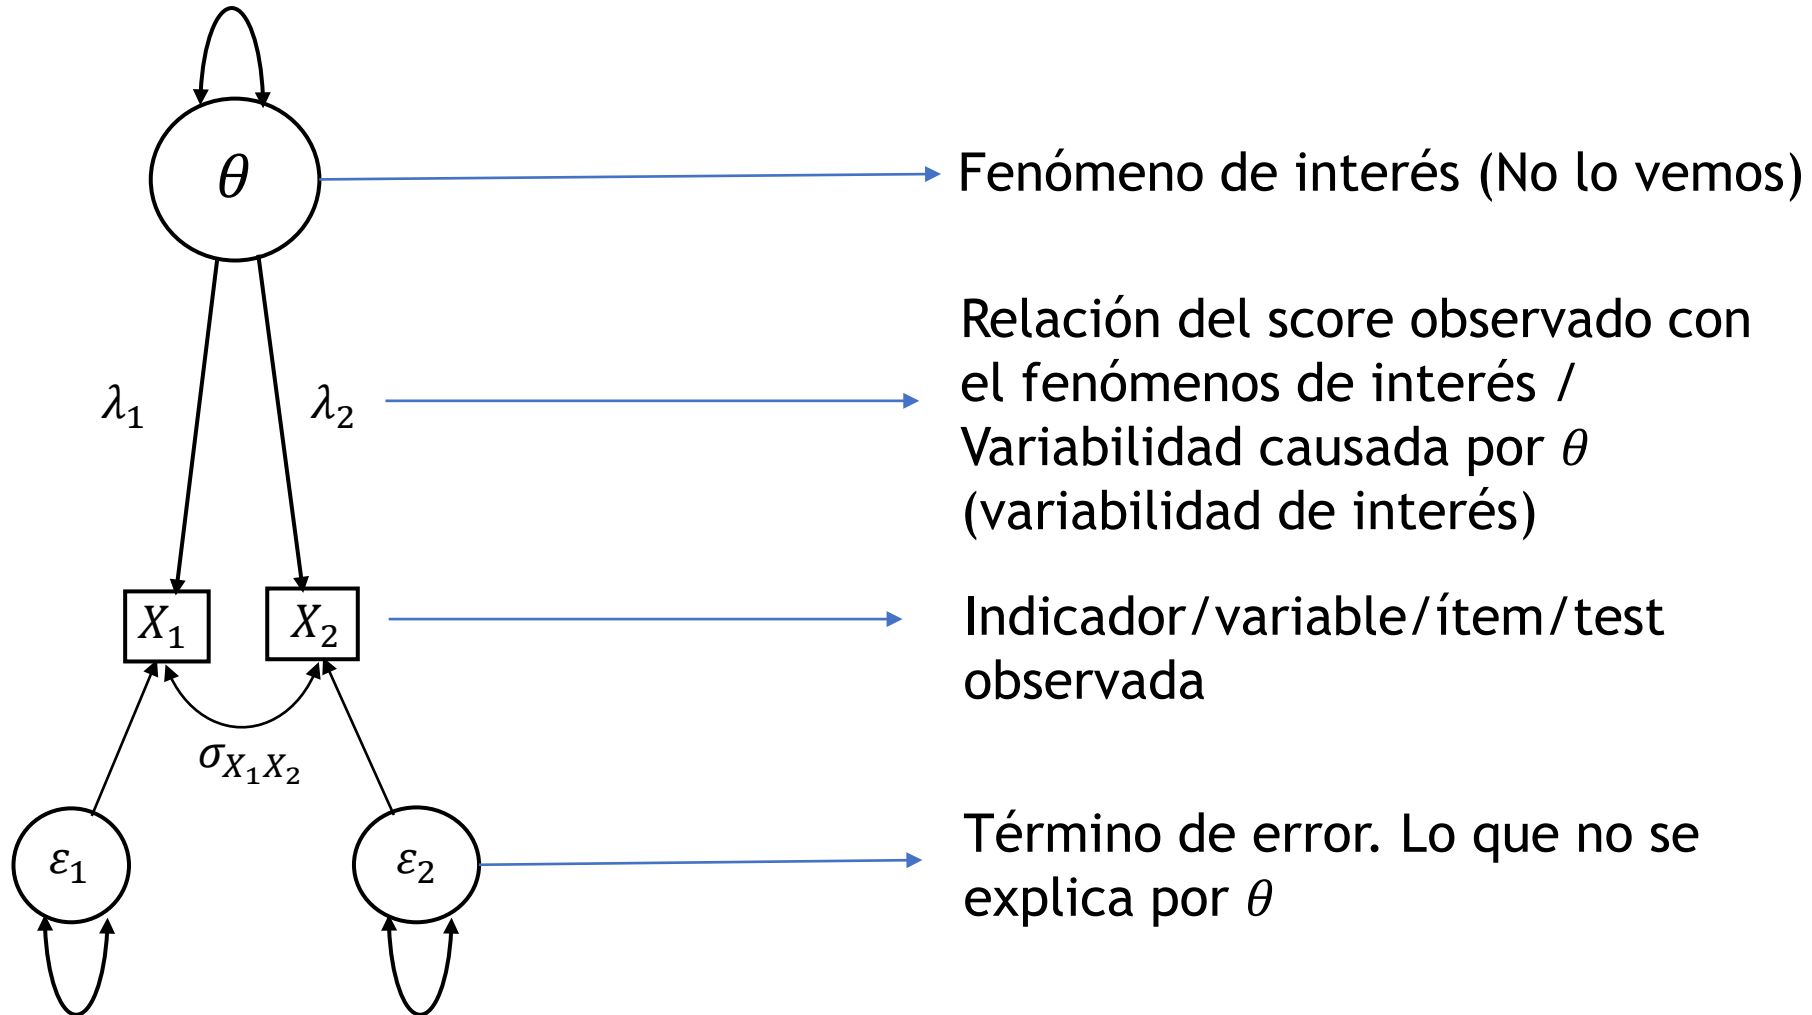 θ
Fenómeno de interés (No lo vemos)
λ₁
λ₂
Relación del score observado con
el fenómenos de interés /
Variabilidad causada por θ
(variabilidad de interés)
X₁
X₂
Indicador/variable/ítem/test
observada
σ_{X₁X₂}
ε₁
ε₂
Término de error. Lo que no se
explica por θ